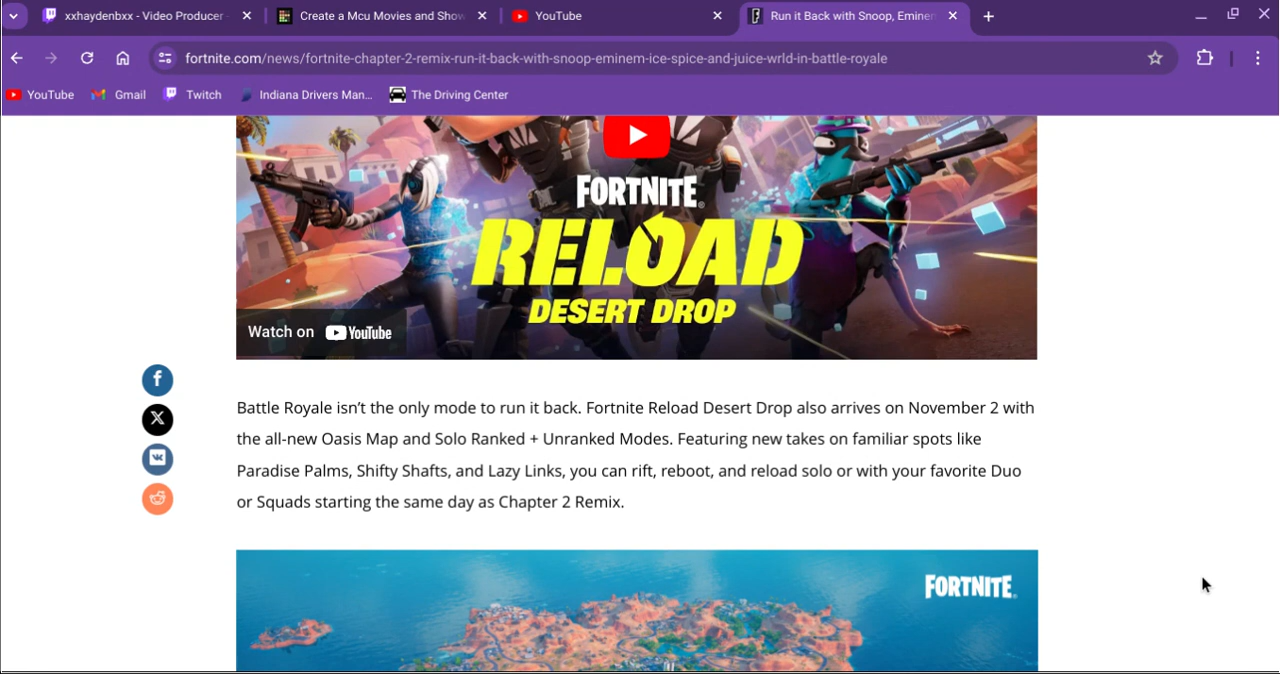 xxhaydenbxx - Video Producer -
Create a Mcu Movies and Show
YouTube
Run it Back with Snoop, Eminem
fortnite.com/news/fortnite-chapter-2-remix-run-it-back-with-snoop-eminem-ice-spice-and-juice-wrld-in-battle-royale
YouTube
Gmail
Twitch
Indiana Drivers Man...
The Driving Center
FORTNITE
RELOAD
DESERT DROP
Watch on YouTube
Battle Royale isn’t the only mode to run it back. Fortnite Reload Desert Drop also arrives on November 2 with
the all-new Oasis Map and Solo Ranked + Unranked Modes. Featuring new takes on familiar spots like
Paradise Palms, Shifty Shafts, and Lazy Links, you can rift, reboot, and reload solo or with your favorite Duo
or Squads starting the same day as Chapter 2 Remix.
FORTNITE